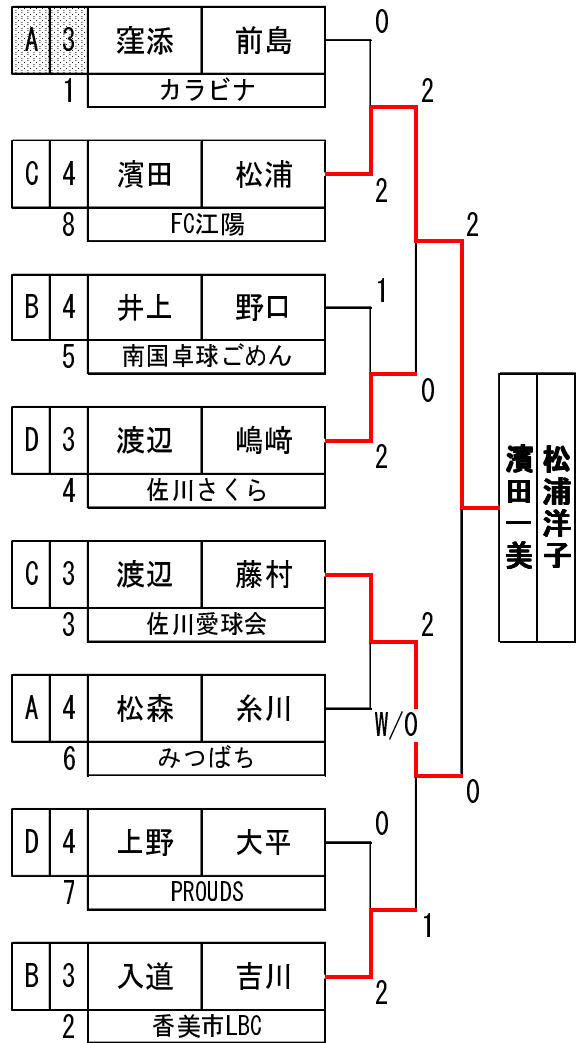 A 3 窪添 前島
1 カラビナ
0
2
C 4 濱田 松浦
8 FC江陽
2
2
B 4 井上 野口
5 南国卓球ごめん
1
0
D 3 渡辺 嶋﨑
4 佐川さくら
2
濱田一美
松浦洋子
C 3 渡辺 藤村
3 佐川愛球会
2
A 4 松森 糸川
6 みつばち
W/0
0
D 4 上野 大平
7 PROUDS
0
1
B 3 入道 吉川
2 香美市LBC
2